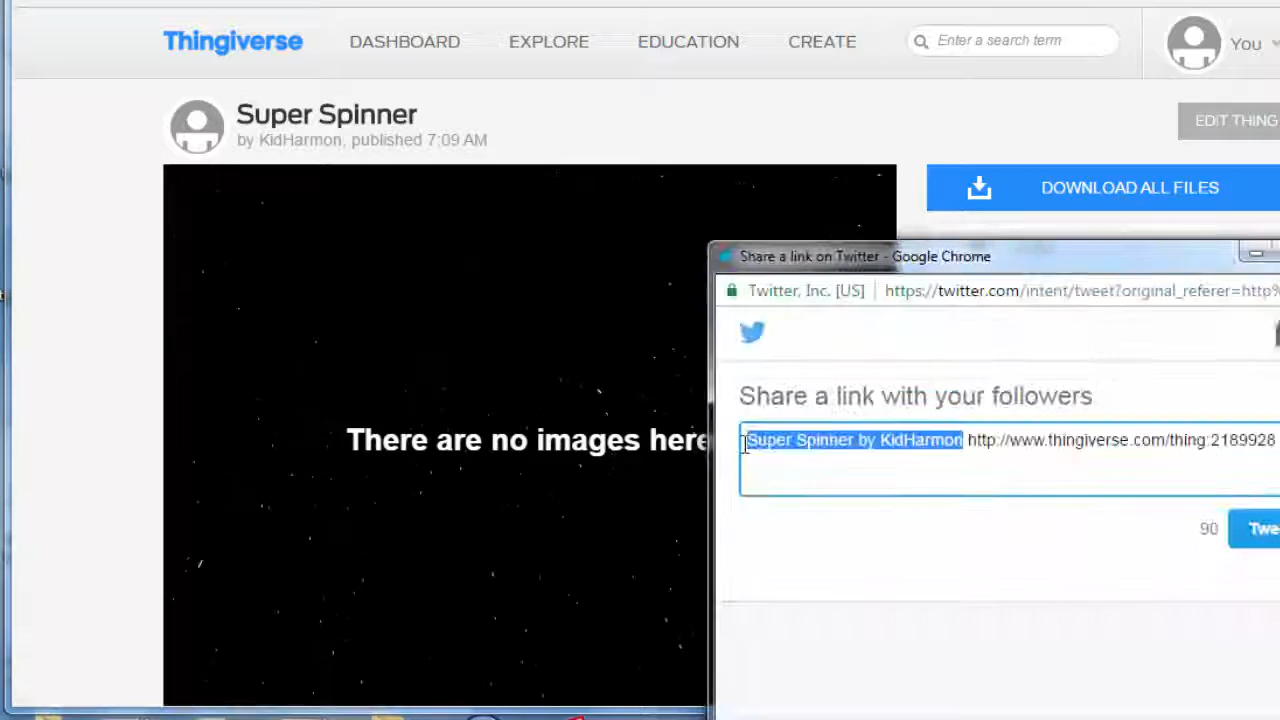 Thingiverse DASHBOARD EXPLORE EDUCATION CREATE Enter a search term You
Super Spinner
by KidHarmon, published 7:09 AM
EDIT THING
DOWNLOAD ALL FILES
There are no images here
Share a link on Twitter - Google Chrome
Twitter, Inc. [US] https://twitter.com/intent/tweet?original_referer=http%
Share a link with your followers
Super Spinner by KidHarmon http://www.thingiverse.com/thing:2189928
90 Twe